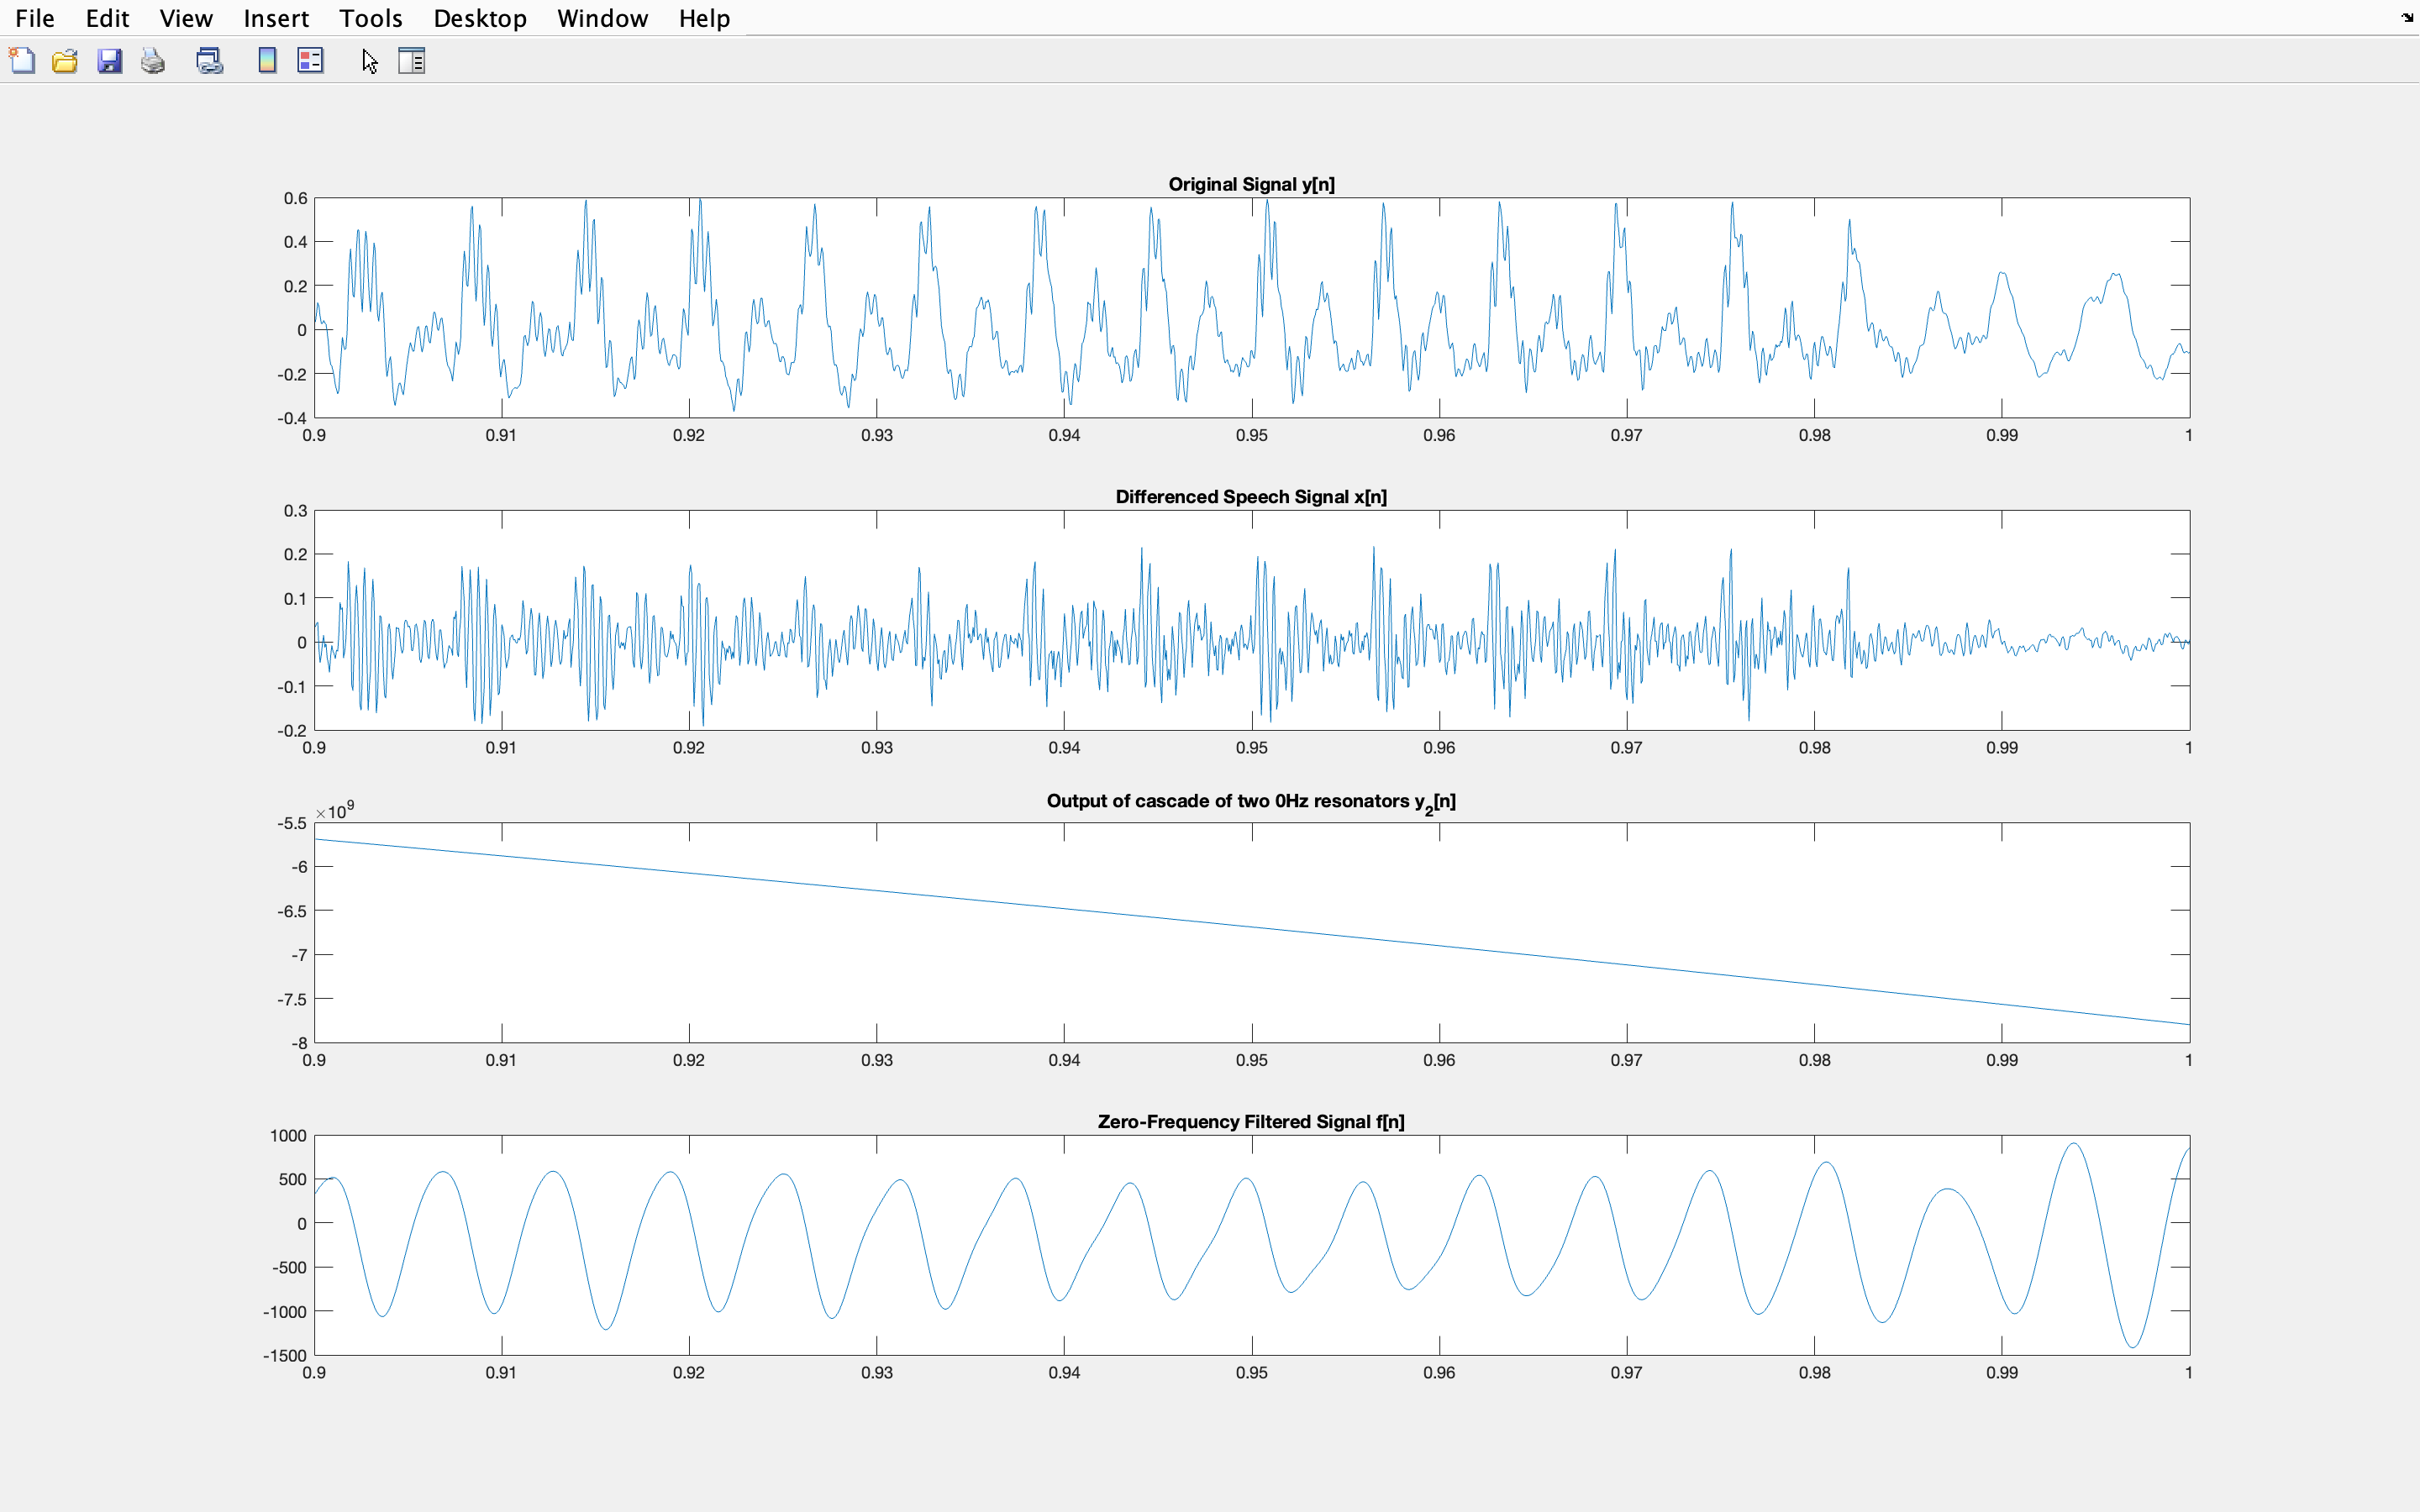 File Edit View Insert Tools Desktop Window Help
Original Signal y[n]
0.6
0.4
0.2
0
-0.2
-0.4
0.9 0.91 0.92 0.93 0.94 0.95 0.96 0.97 0.98 0.99 1
Differenced Speech Signal x[n]
0.3
0.2
0.1
0
-0.1
-0.2
0.9 0.91 0.92 0.93 0.94 0.95 0.96 0.97 0.98 0.99 1
Output of cascade of two 0Hz resonators y₂[n]
×10⁹
-5.5
-6
-6.5
-7
-7.5
-8
0.9 0.91 0.92 0.93 0.94 0.95 0.96 0.97 0.98 0.99 1
Zero-Frequency Filtered Signal f[n]
1000
500
0
-500
-1000
-1500
0.9 0.91 0.92 0.93 0.94 0.95 0.96 0.97 0.98 0.99 1